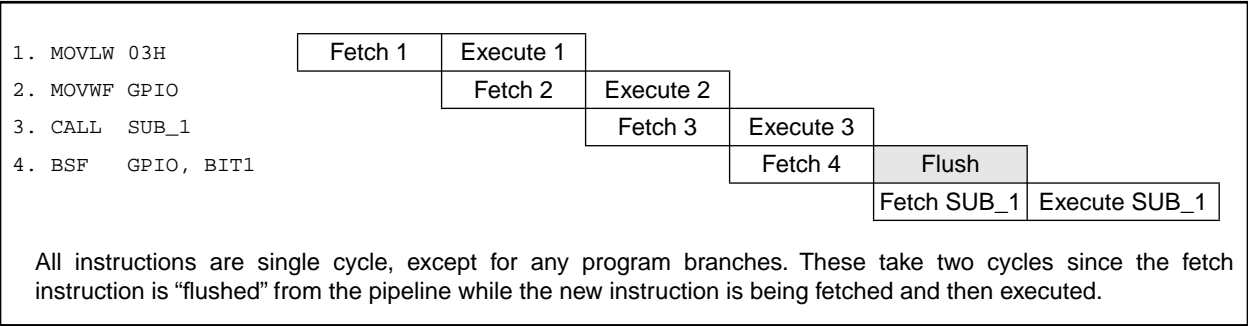 1. MOVLW 03H Fetch 1 Execute 1
2. MOVWF GPIO Fetch 2 Execute 2
3. CALL SUB_1 Fetch 3 Execute 3
4. BSF GPIO, BIT1 Fetch 4 Flush
Fetch SUB_1 Execute SUB_1
All instructions are single cycle, except for any program branches. These take two cycles since the fetch
instruction is “flushed” from the pipeline while the new instruction is being fetched and then executed.